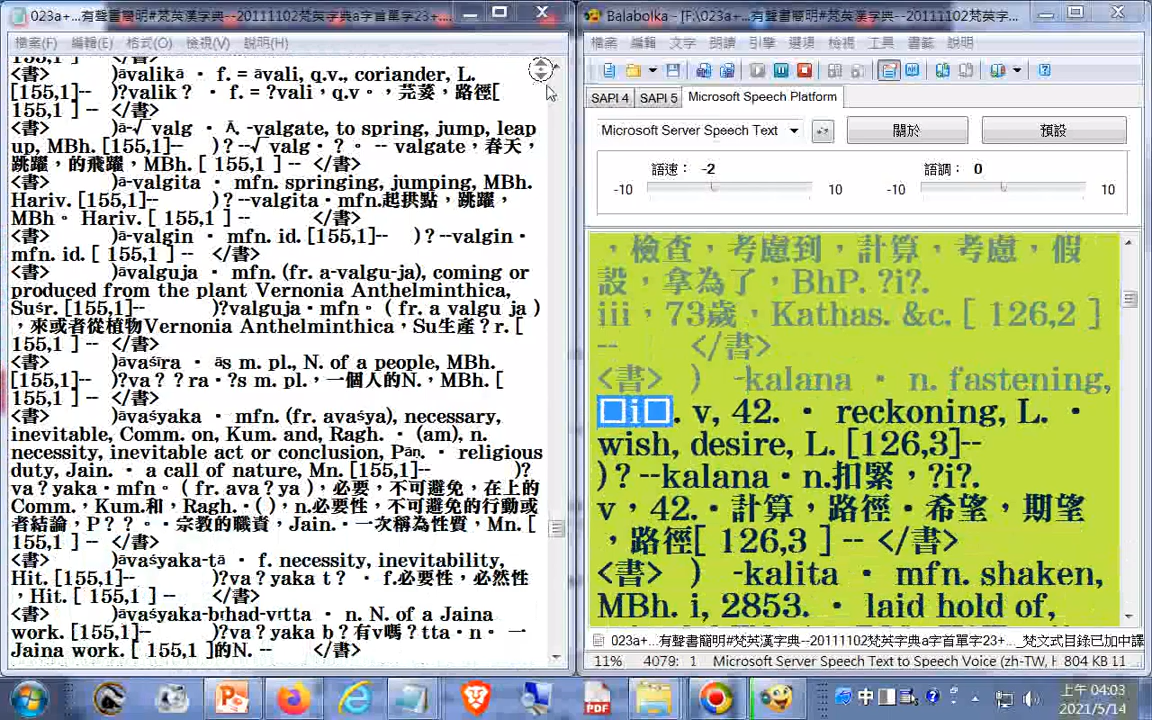 023a+...有聲書簡明#梵英漢字典--20111102梵英字典a字首單字23+...
檔案(F) 編輯(E) 格式(O) 檢視(V) 說明(H)
155,1 ] -- </書>
<書> )āvalikā · f. = āvali, q.v., coriander, L.
[155,1]-- )?valik ? · f. = ?vali，q.v。，芫荽，路徑[
155,1 ] -- </書>
<書> )ā-√ valg · Ā. -valgate, to spring, jump, leap
up, MBh. [155,1]-- )? --√ valg · ? 。 -- valgate，春天，
跳躍，的飛躍，MBh. [ 155,1 ] -- </書>
<書> )ā-valgita · mfn. springing, jumping, MBh.
Hariv. [155,1]-- )? --valgita · mfn.起拱點，跳躍，
MBh。 Hariv. [ 155,1 ] -- </書>
<書> )ā-valgin · mfn. id. [155,1]-- )? --valgin ·
mfn. id. [ 155,1 ] -- </書>
<書> )āvalguja · mfn. (fr. a-valgu-ja), coming or
produced from the plant Vernonia Anthelminthica,
Suśr. [155,1]-- )?valguja · mfn。 ( fr. a valgu ja )
，來或者從植物Vernonia Anthelminthica，Su生產？r. [
155,1 ] -- </書>
<書> )āvaśīra · ās m. pl., N. of a people, MBh.
[155,1]-- )?va ? ? ra · ?s m. pl.，一個人的N.，MBh. [
155,1 ] -- </書>
<書> )āvaśyaka · mfn. (fr. avaśya), necessary,
inevitable, Comm. on, Kum. and, Ragh. · (am), n.
necessity, inevitable act or conclusion, Pāṇ. · religious
duty, Jain. · a call of nature, Mn. [155,1]-- )?
va ? yaka · mfn。 ( fr. ava ? ya )，必要，不可避免，在上的
Comm.，Kum.和，Ragh. · ( )，n.必要性，不可避免的行動或
者結論，P ? ? 。 · 宗教的職責，Jain. · 一次稱為性質，Mn. [
155,1 ] -- </書>
<書> )āvaśyaka-tā · f. necessity, inevitability,
Hit. [155,1]-- )?va ? yaka t ? · f.必要性，必然性
，Hit. [ 155,1 ] -- </書>
<書> )āvaśyaka-bṛhad-vṛtta · n. N. of a Jaina
work. [155,1]-- )?va ? yaka b ? 有v嗎？tta · n · 一
Jaina work. [ 155,1 ]的N. -- </書>
Balabolka - [F:\023a+...有聲書簡明#梵英漢字典--20111102梵英字...
檔案 編輯 文字 朗讀 引擎 選項 檢視 工具 書籤 說明
SAPI 4 SAPI 5 Microsoft Speech Platform
Microsoft Server Speech Text 關於 預設
語速： -2 語調： 0
-10 10 -10 10
，檢查，考慮到，計算，考慮，假
設，拿為了，BhP. ?i?.
iii，73歲，Kathas. &c. [ 126,2 ]
-- </書>
<書> ) -kalana · n. fastening,
□i□. v, 42. · reckoning, L. ·
wish, desire, L. [126,3]--
)? --kalana · n.扣緊，?i?.
v，42. · 計算，路徑 · 希望，期望
，路徑[ 126,3 ] -- </書>
<書> ) -kalita · mfn. shaken,
MBh. i, 2853. · laid hold of,
023a+...有聲書簡明#梵英漢字典--20111102梵英字典a字首單字23+..._梵文式目錄已加中譯
11% 4079: 1 Microsoft Server Speech Text to Speech Voice (zh-TW, H 804 KB 11
中
上午 04:03
2021/5/14